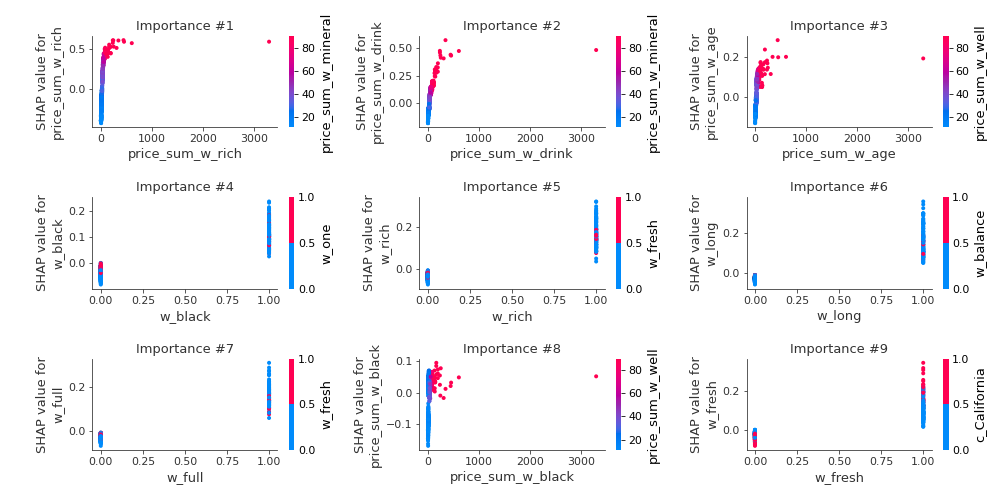 Importance #1
SHAP value for
price_sum_w_rich
0.5
0.0
0
1000
2000
3000
price_sum_w_rich
80
60
40
20
price_sum_w_mineral
Importance #2
SHAP value for
price_sum_w_drink
0.50
0.25
0.00
0
1000
2000
3000
price_sum_w_drink
80
60
40
20
price_sum_w_mineral
Importance #3
SHAP value for
price_sum_w_age
0.2
0.0
0
1000
2000
3000
price_sum_w_age
80
60
40
20
price_sum_w_well
Importance #4
SHAP value for
w_black
0.2
0.1
0.0
0.00
0.25
0.50
0.75
1.00
w_black
1.0
0.5
0.0
w_one
Importance #5
SHAP value for
w_rich
0.2
0.0
0.00
0.25
0.50
0.75
1.00
w_rich
1.0
0.5
0.0
w_fresh
Importance #6
SHAP value for
w_long
0.2
0.0
0.00
0.25
0.50
0.75
1.00
w_long
1.0
0.5
0.0
w_balance
Importance #7
SHAP value for
w_full
0.2
0.0
0.00
0.25
0.50
0.75
1.00
w_full
1.0
0.5
0.0
w_fresh
Importance #8
SHAP value for
price_sum_w_black
0.1
0.0
−0.1
0
1000
2000
3000
price_sum_w_black
80
60
40
20
price_sum_w_well
Importance #9
SHAP value for
w_fresh
0.2
0.0
0.00
0.25
0.50
0.75
1.00
w_fresh
1.0
0.5
0.0
c_California